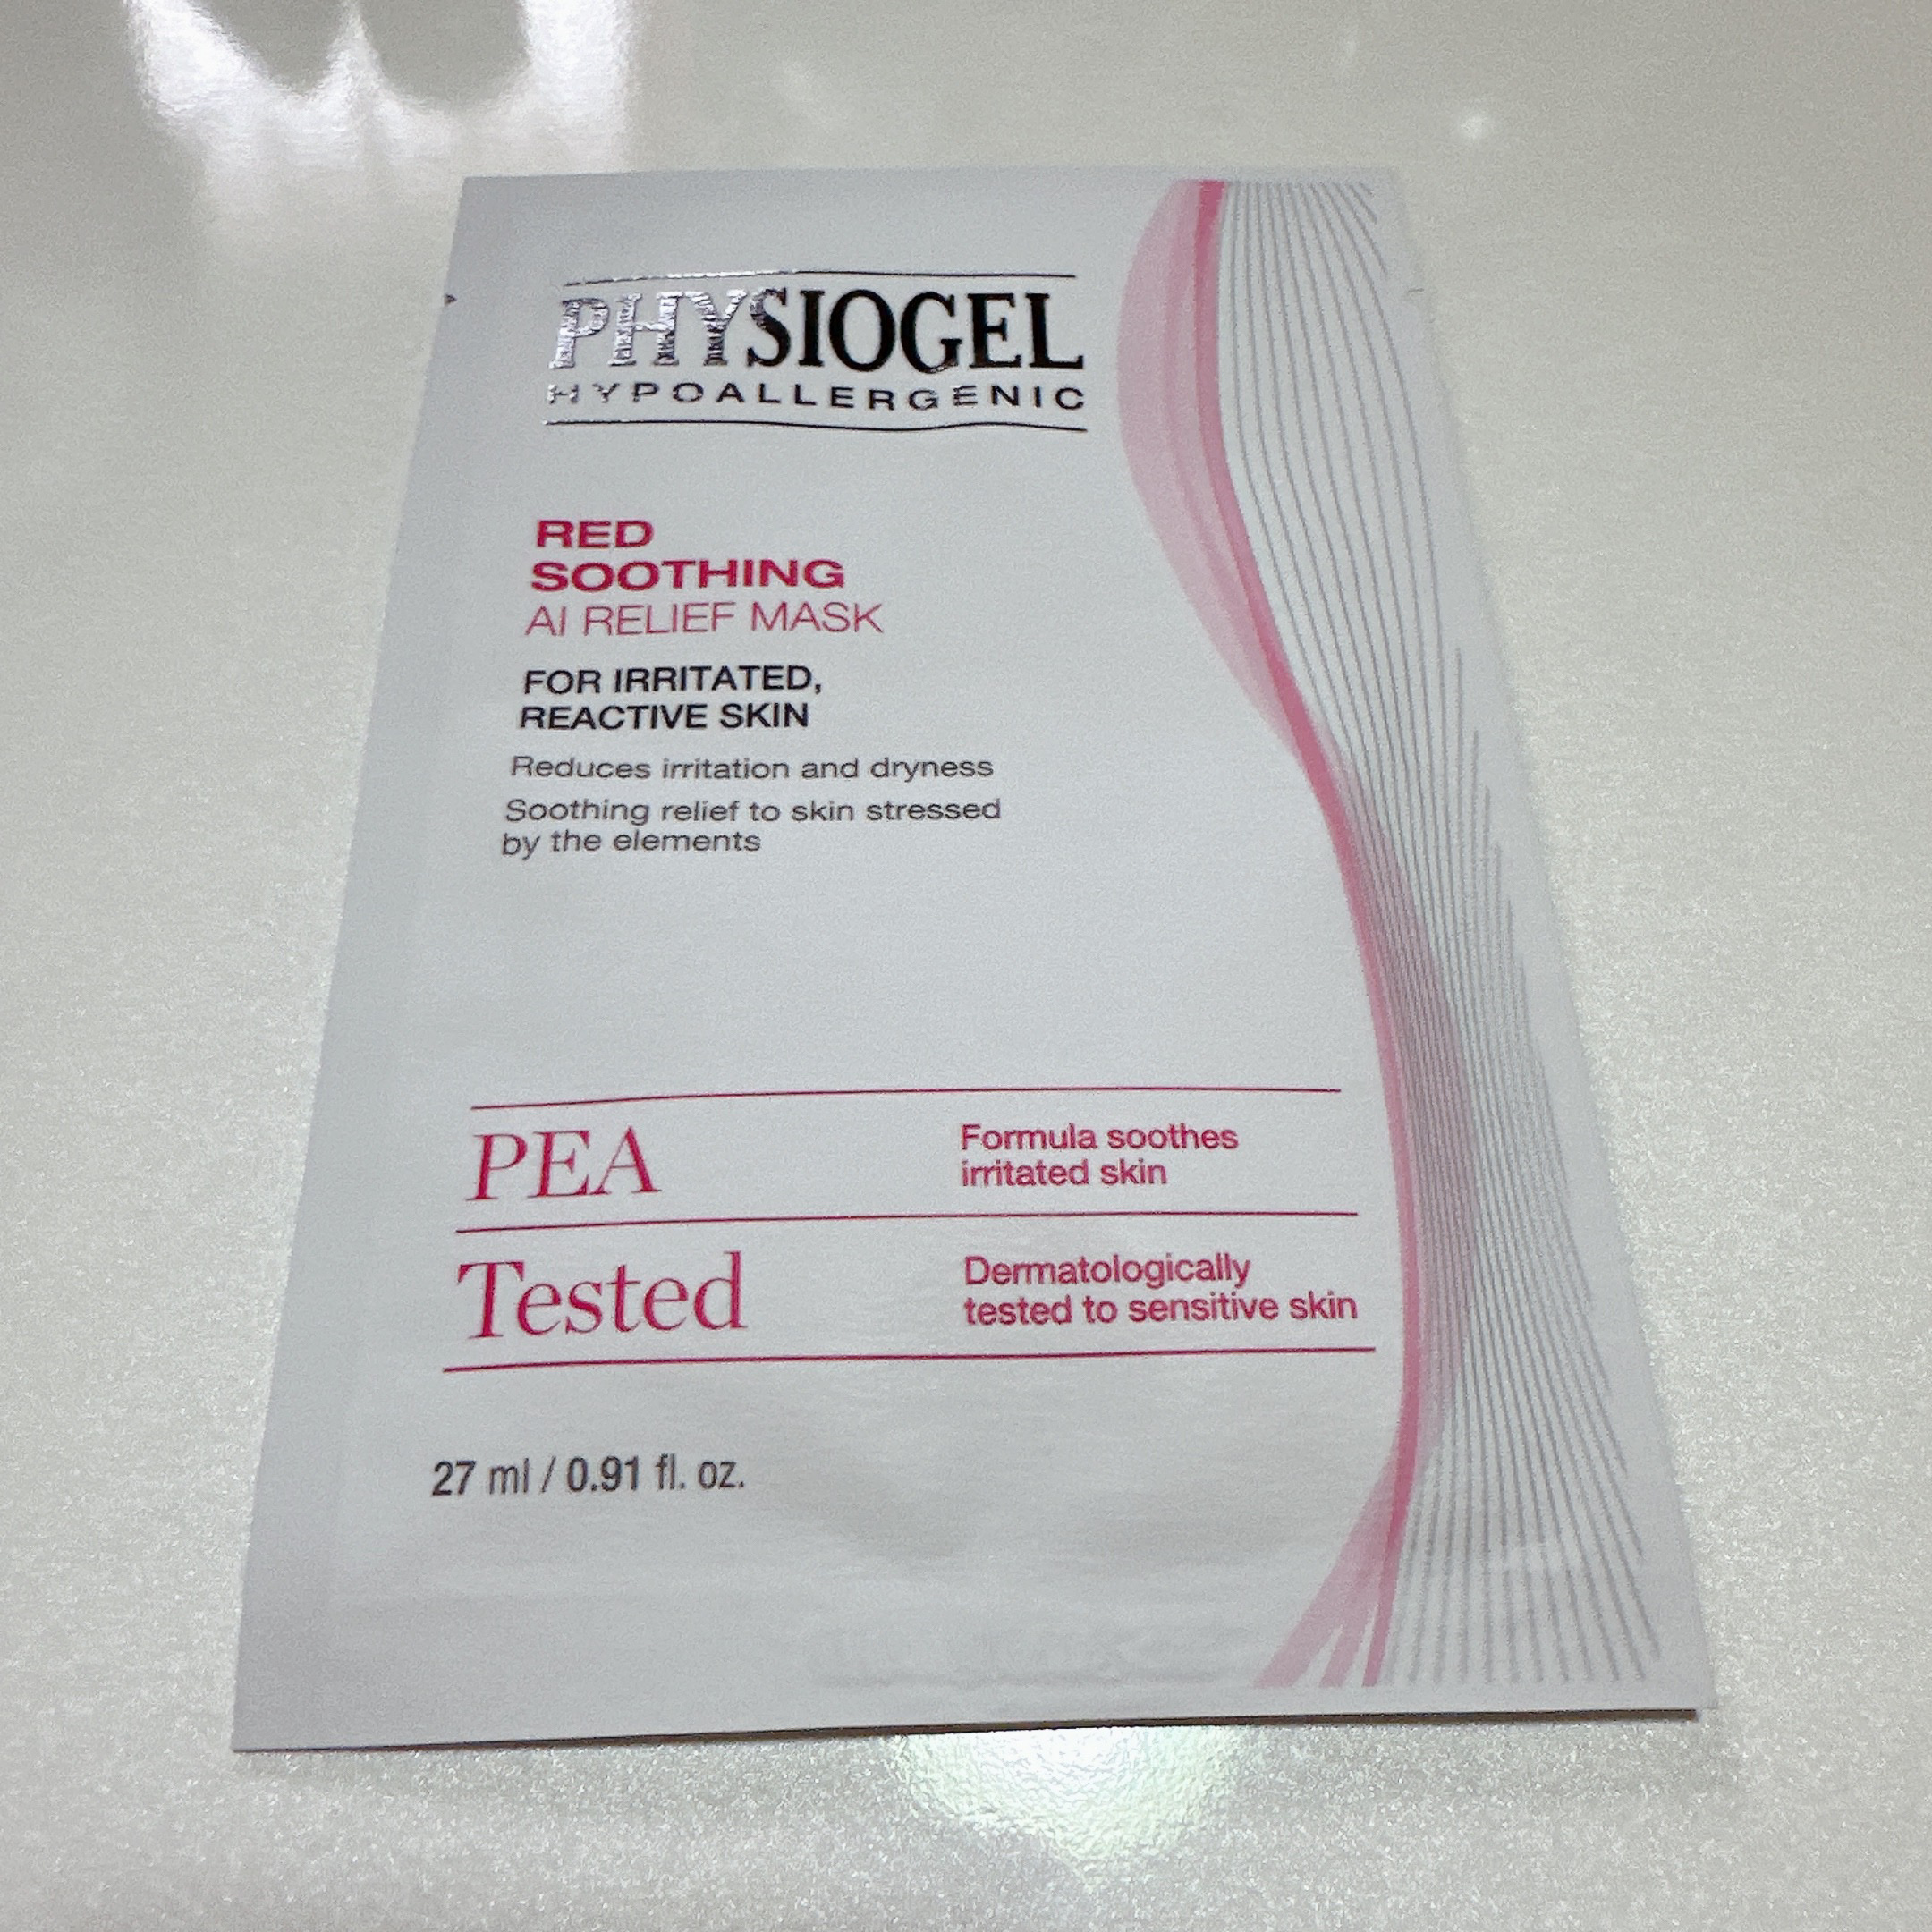 PHYSIOGEL
HYPOALLERGENIC
RED
SOOTHING
AI RELIEF MASK
FOR IRRITATED,
REACTIVE SKIN
Reduces irritation and dryness
Soothing relief to skin stressed
by the elements
PEA
Formula soothes
irritated skin
Tested
Dermatologically
tested to sensitive skin
27 ml / 0.91 fl. oz.